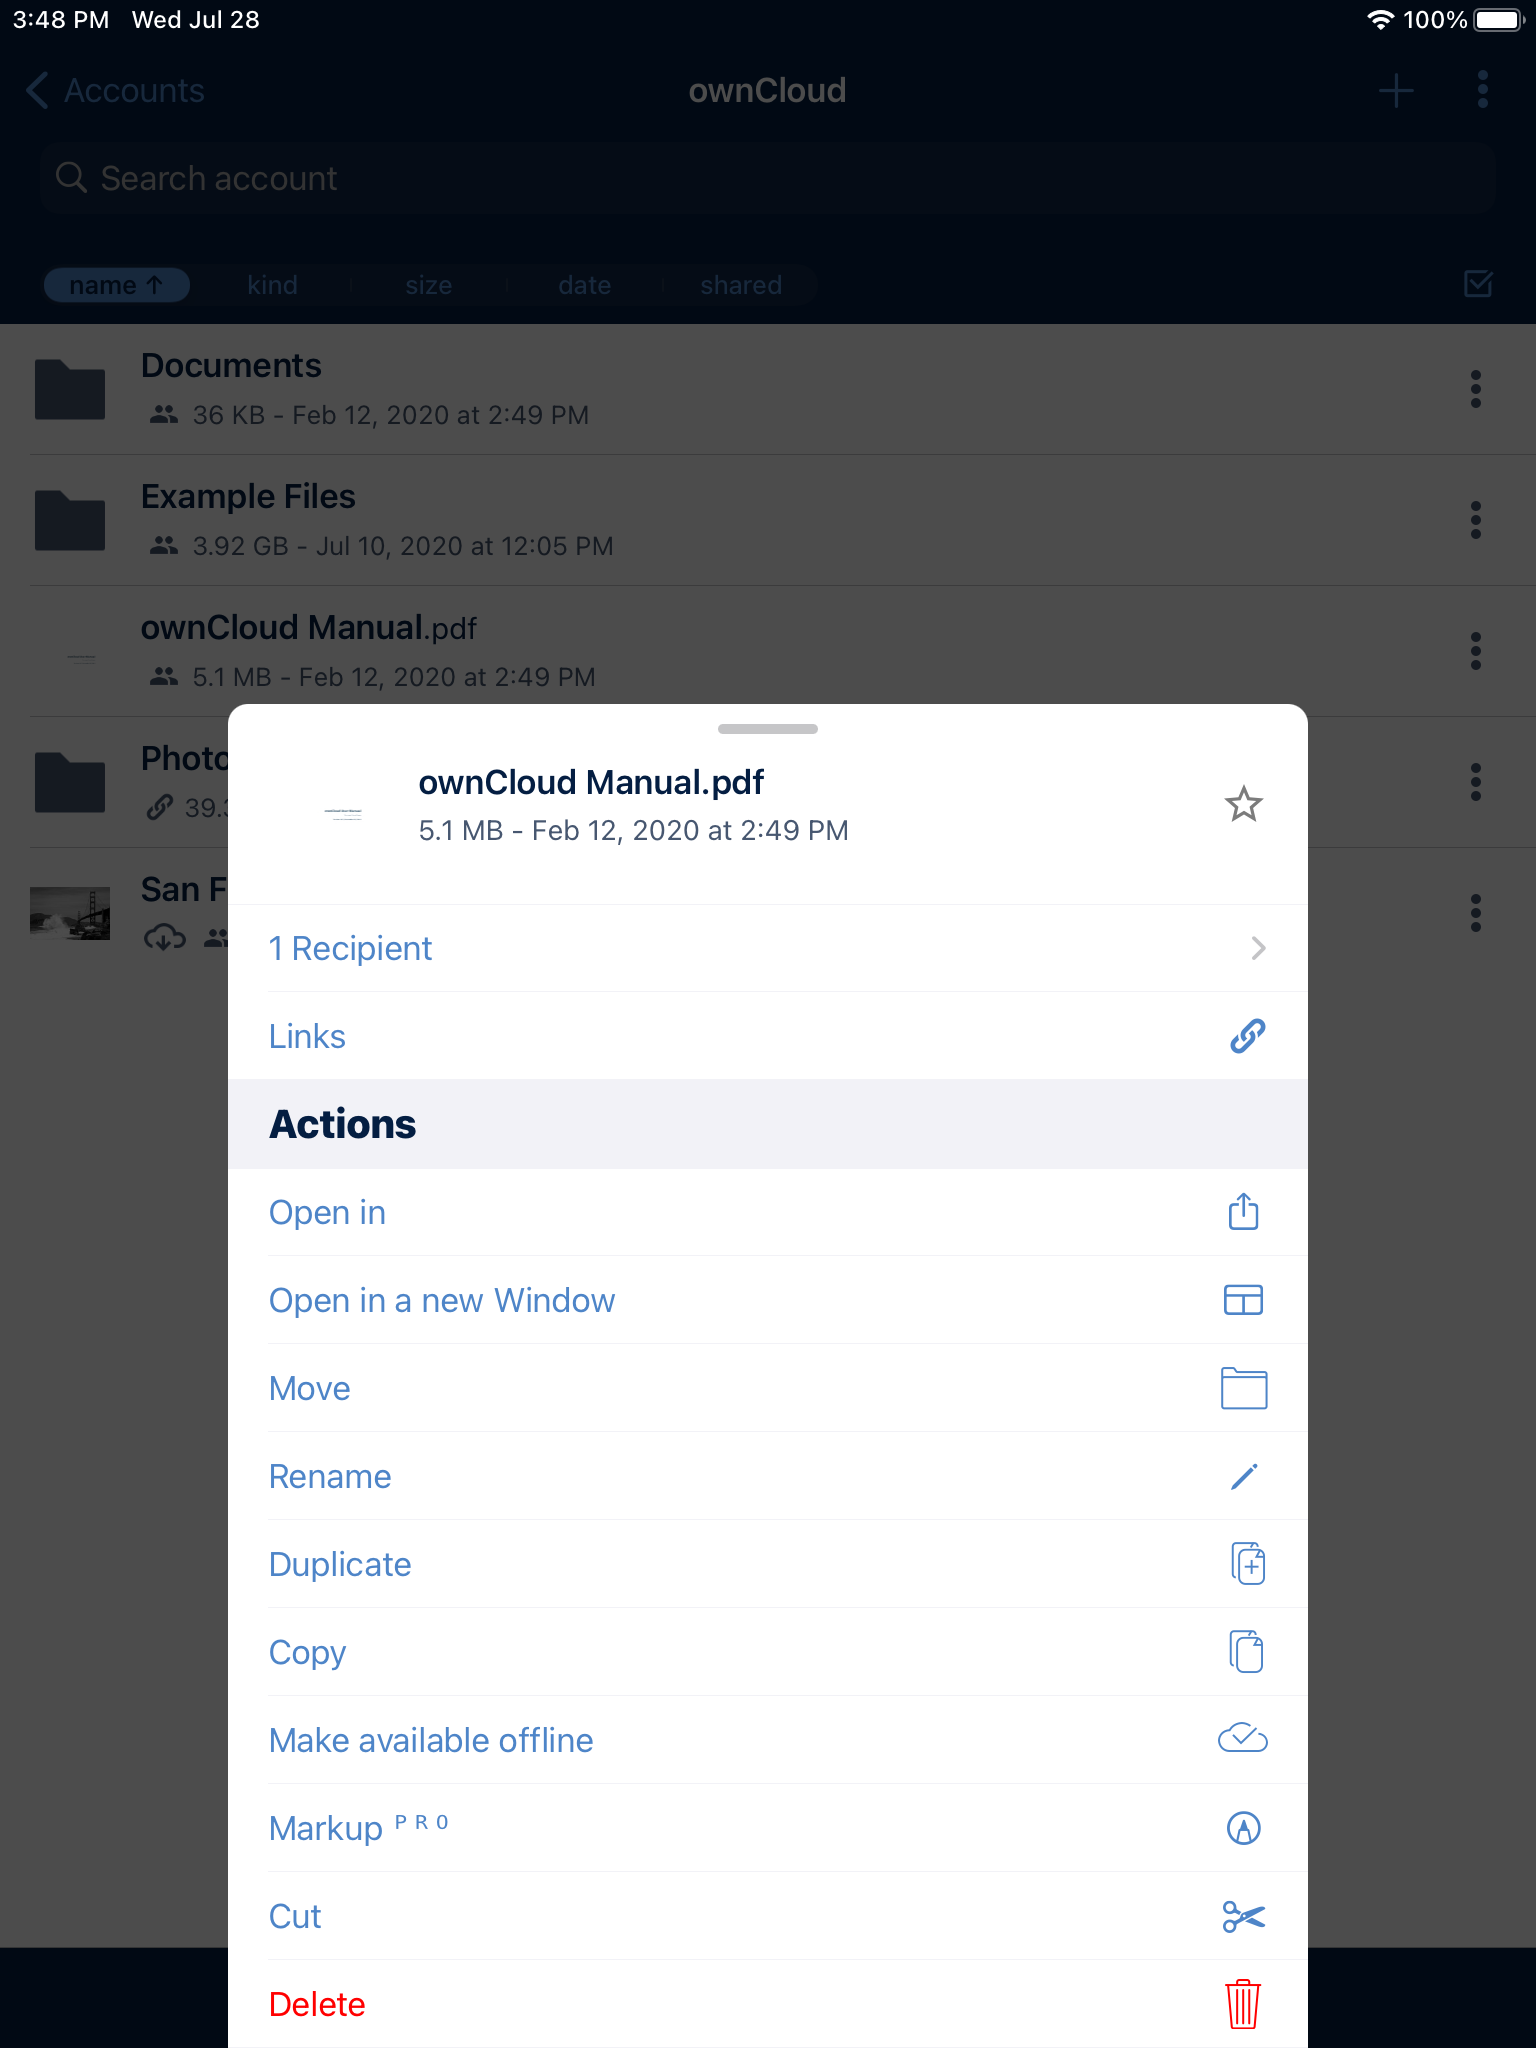 3:48 PM Wed Jul 28 100%
Accounts ownCloud
Search account
name ↑ kind size date shared
Documents
36 KB - Feb 12, 2020 at 2:49 PM
Example Files
3.92 GB - Jul 10, 2020 at 12:05 PM
ownCloud Manual.pdf
5.1 MB - Feb 12, 2020 at 2:49 PM
ownCloud Manual.pdf
5.1 MB - Feb 12, 2020 at 2:49 PM
1 Recipient
Links
Actions
Open in
Open in a new Window
Move
Rename
Duplicate
Copy
Make available offline
Markup PRO
Cut
Delete
San